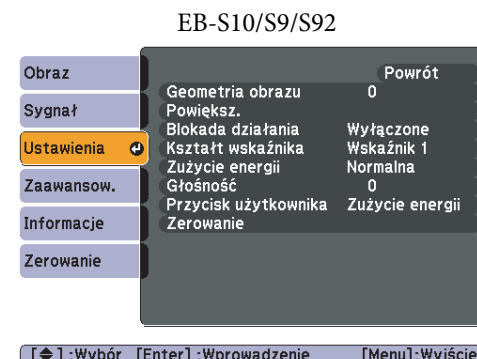 EB-S10/S9/S92
Obraz
Sygnał
Ustawienia
Zaawansow.
Informacje
Zerowanie
Powrót
Geometria obrazu 0
Powiększ.
Blokada działania Wyłączone
Kształt wskaźnika Wskaźnik 1
Zużycie energii Normalna
Głośność 0
Przycisk użytkownika Zużycie energii
Zerowanie
[◆] :Wybór [Enter] :Wprowadzenie [Menu]:Wyjście